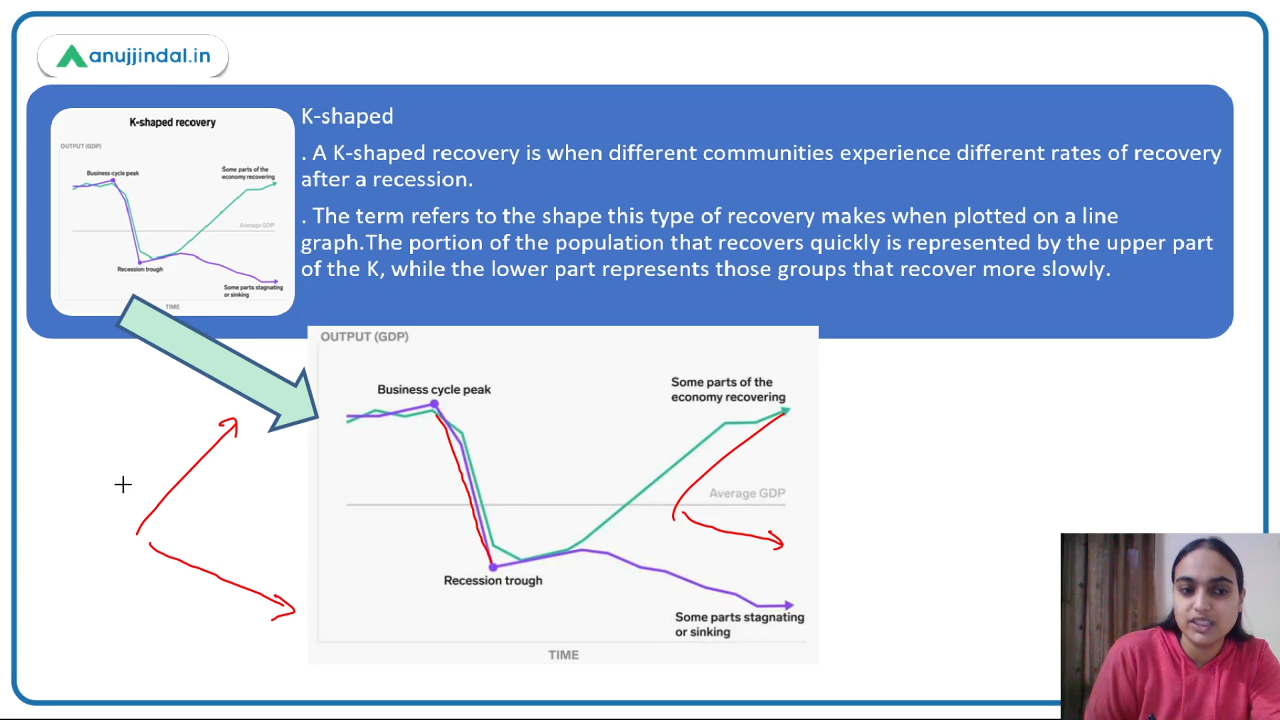 anujjindal.in
K-shaped recovery
OUTPUT (GDP)
Business cycle peak
Some parts of the
economy recovering
Average GDP
Recession trough
Some parts stagnating
or sinking
TIME
K-shaped
. A K-shaped recovery is when different communities experience different rates of recovery
after a recession.
. The term refers to the shape this type of recovery makes when plotted on a line
graph.The portion of the population that recovers quickly is represented by the upper part
of the K, while the lower part represents those groups that recover more slowly.
OUTPUT (GDP)
Business cycle peak
Some parts of the
economy recovering
Average GDP
Recession trough
Some parts stagnating
or sinking
TIME